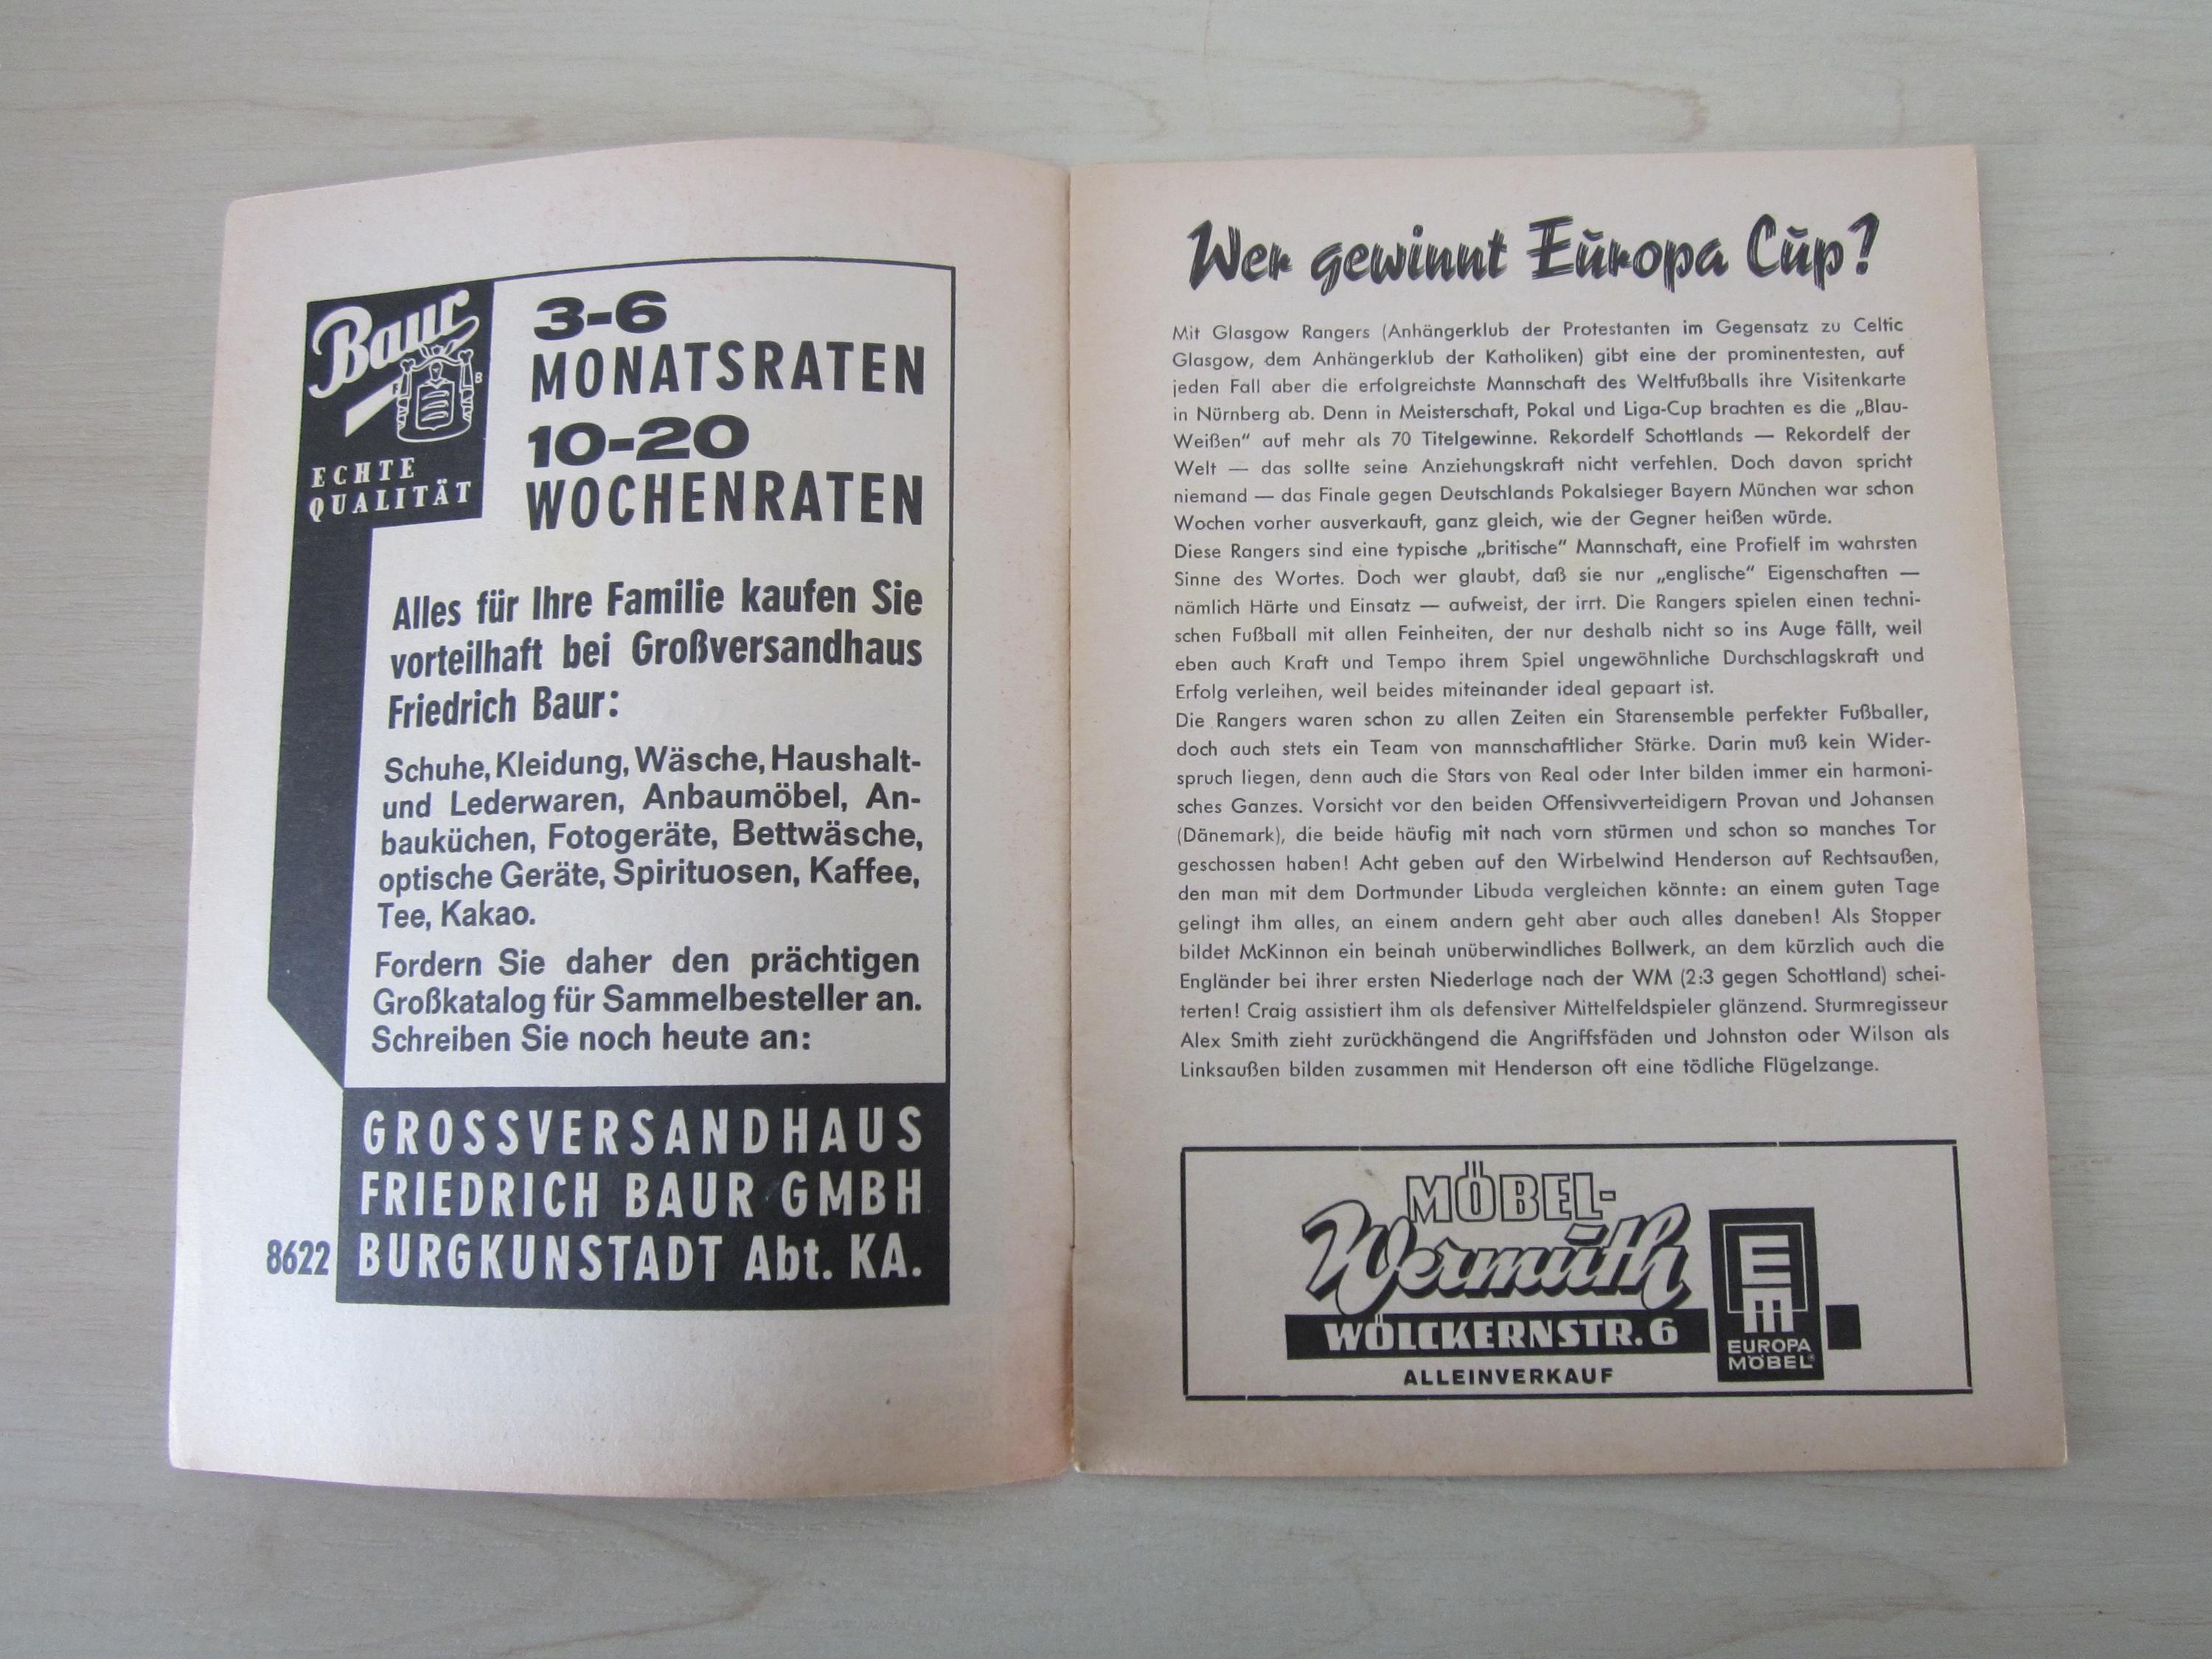 Baur
F B
ECHTE
QUALITÄT
3-6
MONATSRATEN
10-20
WOCHENRATEN
Alles für Ihre Familie kaufen Sie
vorteilhaft bei Großversandhaus
Friedrich Baur:
Schuhe, Kleidung, Wäsche, Haushalt-
und Lederwaren, Anbaumöbel, An-
bauküchen, Fotogeräte, Bettwäsche,
optische Geräte, Spirituosen, Kaffee,
Tee, Kakao.
Fordern Sie daher den prächtigen
Großkatalog für Sammelbesteller an.
Schreiben Sie noch heute an:
GROSSVERSANDHAUS
FRIEDRICH BAUR GMBH
8622 BURGKUNSTADT Abt. KA.
Wer gewinnt Europa Cup?
Mit Glasgow Rangers (Anhängerklub der Protestanten im Gegensatz zu Celtic
Glasgow, dem Anhängerklub der Katholiken) gibt eine der prominentesten, auf
jeden Fall aber die erfolgreichste Mannschaft des Weltfußballs ihre Visitenkarte
in Nürnberg ab. Denn in Meisterschaft, Pokal und Liga-Cup brachten es die „Blau-
Weißen“ auf mehr als 70 Titelgewinne. Rekordelf Schottlands — Rekordelf der
Welt — das sollte seine Anziehungskraft nicht verfehlen. Doch davon spricht
niemand — das Finale gegen Deutschlands Pokalsieger Bayern München war schon
Wochen vorher ausverkauft, ganz gleich, wie der Gegner heißen würde.
Diese Rangers sind eine typische „britische“ Mannschaft, eine Profielf im wahrsten
Sinne des Wortes. Doch wer glaubt, daß sie nur „englische“ Eigenschaften —
nämlich Härte und Einsatz — aufweist, der irrt. Die Rangers spielen einen techni-
schen Fußball mit allen Feinheiten, der nur deshalb nicht so ins Auge fällt, weil
eben auch Kraft und Tempo ihrem Spiel ungewöhnliche Durchschlagskraft und
Erfolg verleihen, weil beides miteinander ideal gepaart ist.
Die Rangers waren schon zu allen Zeiten ein Starensemble perfekter Fußballer,
doch auch stets ein Team von mannschaftlicher Stärke. Darin muß kein Wider-
spruch liegen, denn auch die Stars von Real oder Inter bilden immer ein harmoni-
sches Ganzes. Vorsicht vor den beiden Offensivverteidigern Provan und Johansen
(Dänemark), die beide häufig mit nach vorn stürmen und schon so manches Tor
geschossen haben! Acht geben auf den Wirbelwind Henderson auf Rechtsaußen,
den man mit dem Dortmunder Libuda vergleichen könnte: an einem guten Tage
gelingt ihm alles, an einem andern geht aber auch alles daneben! Als Stopper
bildet McKinnon ein beinah unüberwindliches Bollwerk, an dem kürzlich auch die
Engländer bei ihrer ersten Niederlage nach der WM (2:3 gegen Schottland) schei-
terten! Craig assistiert ihm als defensiver Mittelfeldspieler glänzend. Sturmregisseur
Alex Smith zieht zurückhängend die Angriffsfäden und Johnston oder Wilson als
Linksaußen bilden zusammen mit Henderson oft eine tödliche Flügelzange.
MÖBEL-
Wermuth
WÖLCKERNSTR. 6
ALLEINVERKAUF
EM
EUROPA
MÖBEL®